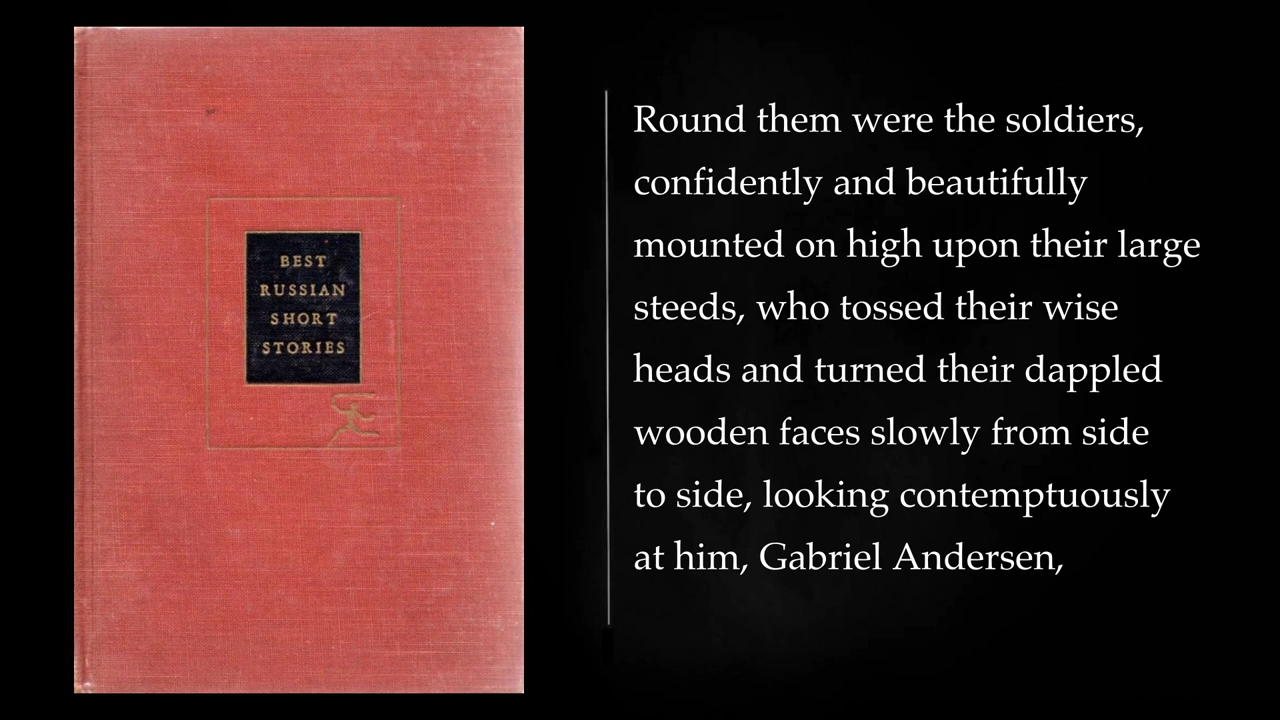 BEST
RUSSIAN
SHORT
STORIES
Round them were the soldiers,
confidently and beautifully
mounted on high upon their large
steeds, who tossed their wise
heads and turned their dappled
wooden faces slowly from side
to side, looking contemptuously
at him, Gabriel Andersen,